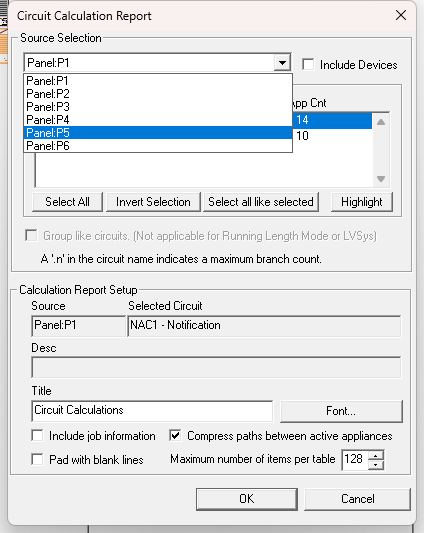 Circuit Calculation Report
Source Selection
Panel:P1
Include Devices
Panel:P1
Panel:P2
Panel:P3
Panel:P4
Panel:P5
Panel:P6
App Cnt
14
10
Select All
Invert Selection
Select all like selected
Highlight
Group like circuits. (Not applicable for Running Length Mode or LVSys)
A '.n' in the circuit name indicates a maximum branch count.
Calculation Report Setup
Source
Selected Circuit
Panel:P1
NAC1 - Notification
Desc
Title
Circuit Calculations
Font...
Include job information
Compress paths between active appliances
Pad with blank lines
Maximum number of items per table
128
OK
Cancel